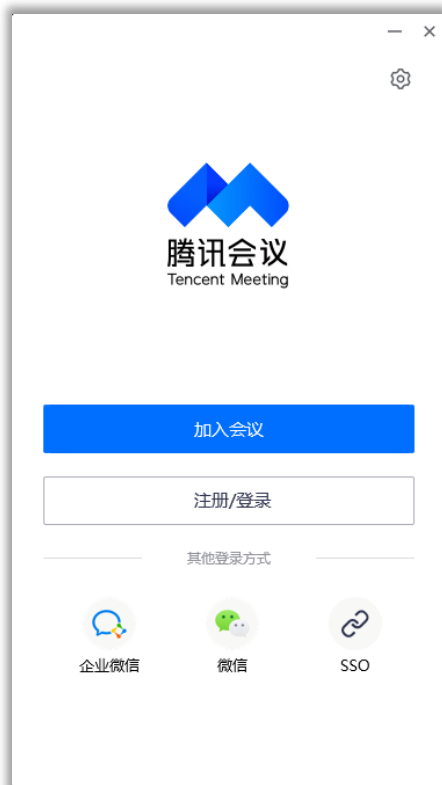 腾讯会议
Tencent Meeting
加入会议
注册/登录
其他登录方式
企业微信
微信
SSO